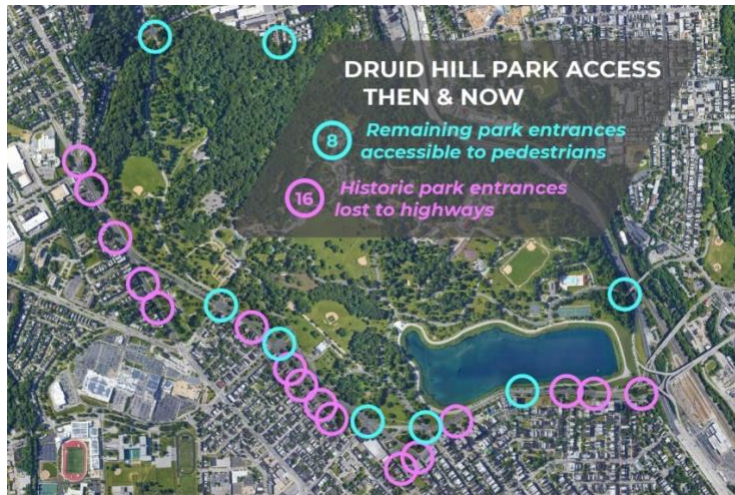 DRUID HILL PARK ACCESS
THEN & NOW
8 Remaining park entrances
accessible to pedestrians
16 Historic park entrances
lost to highways